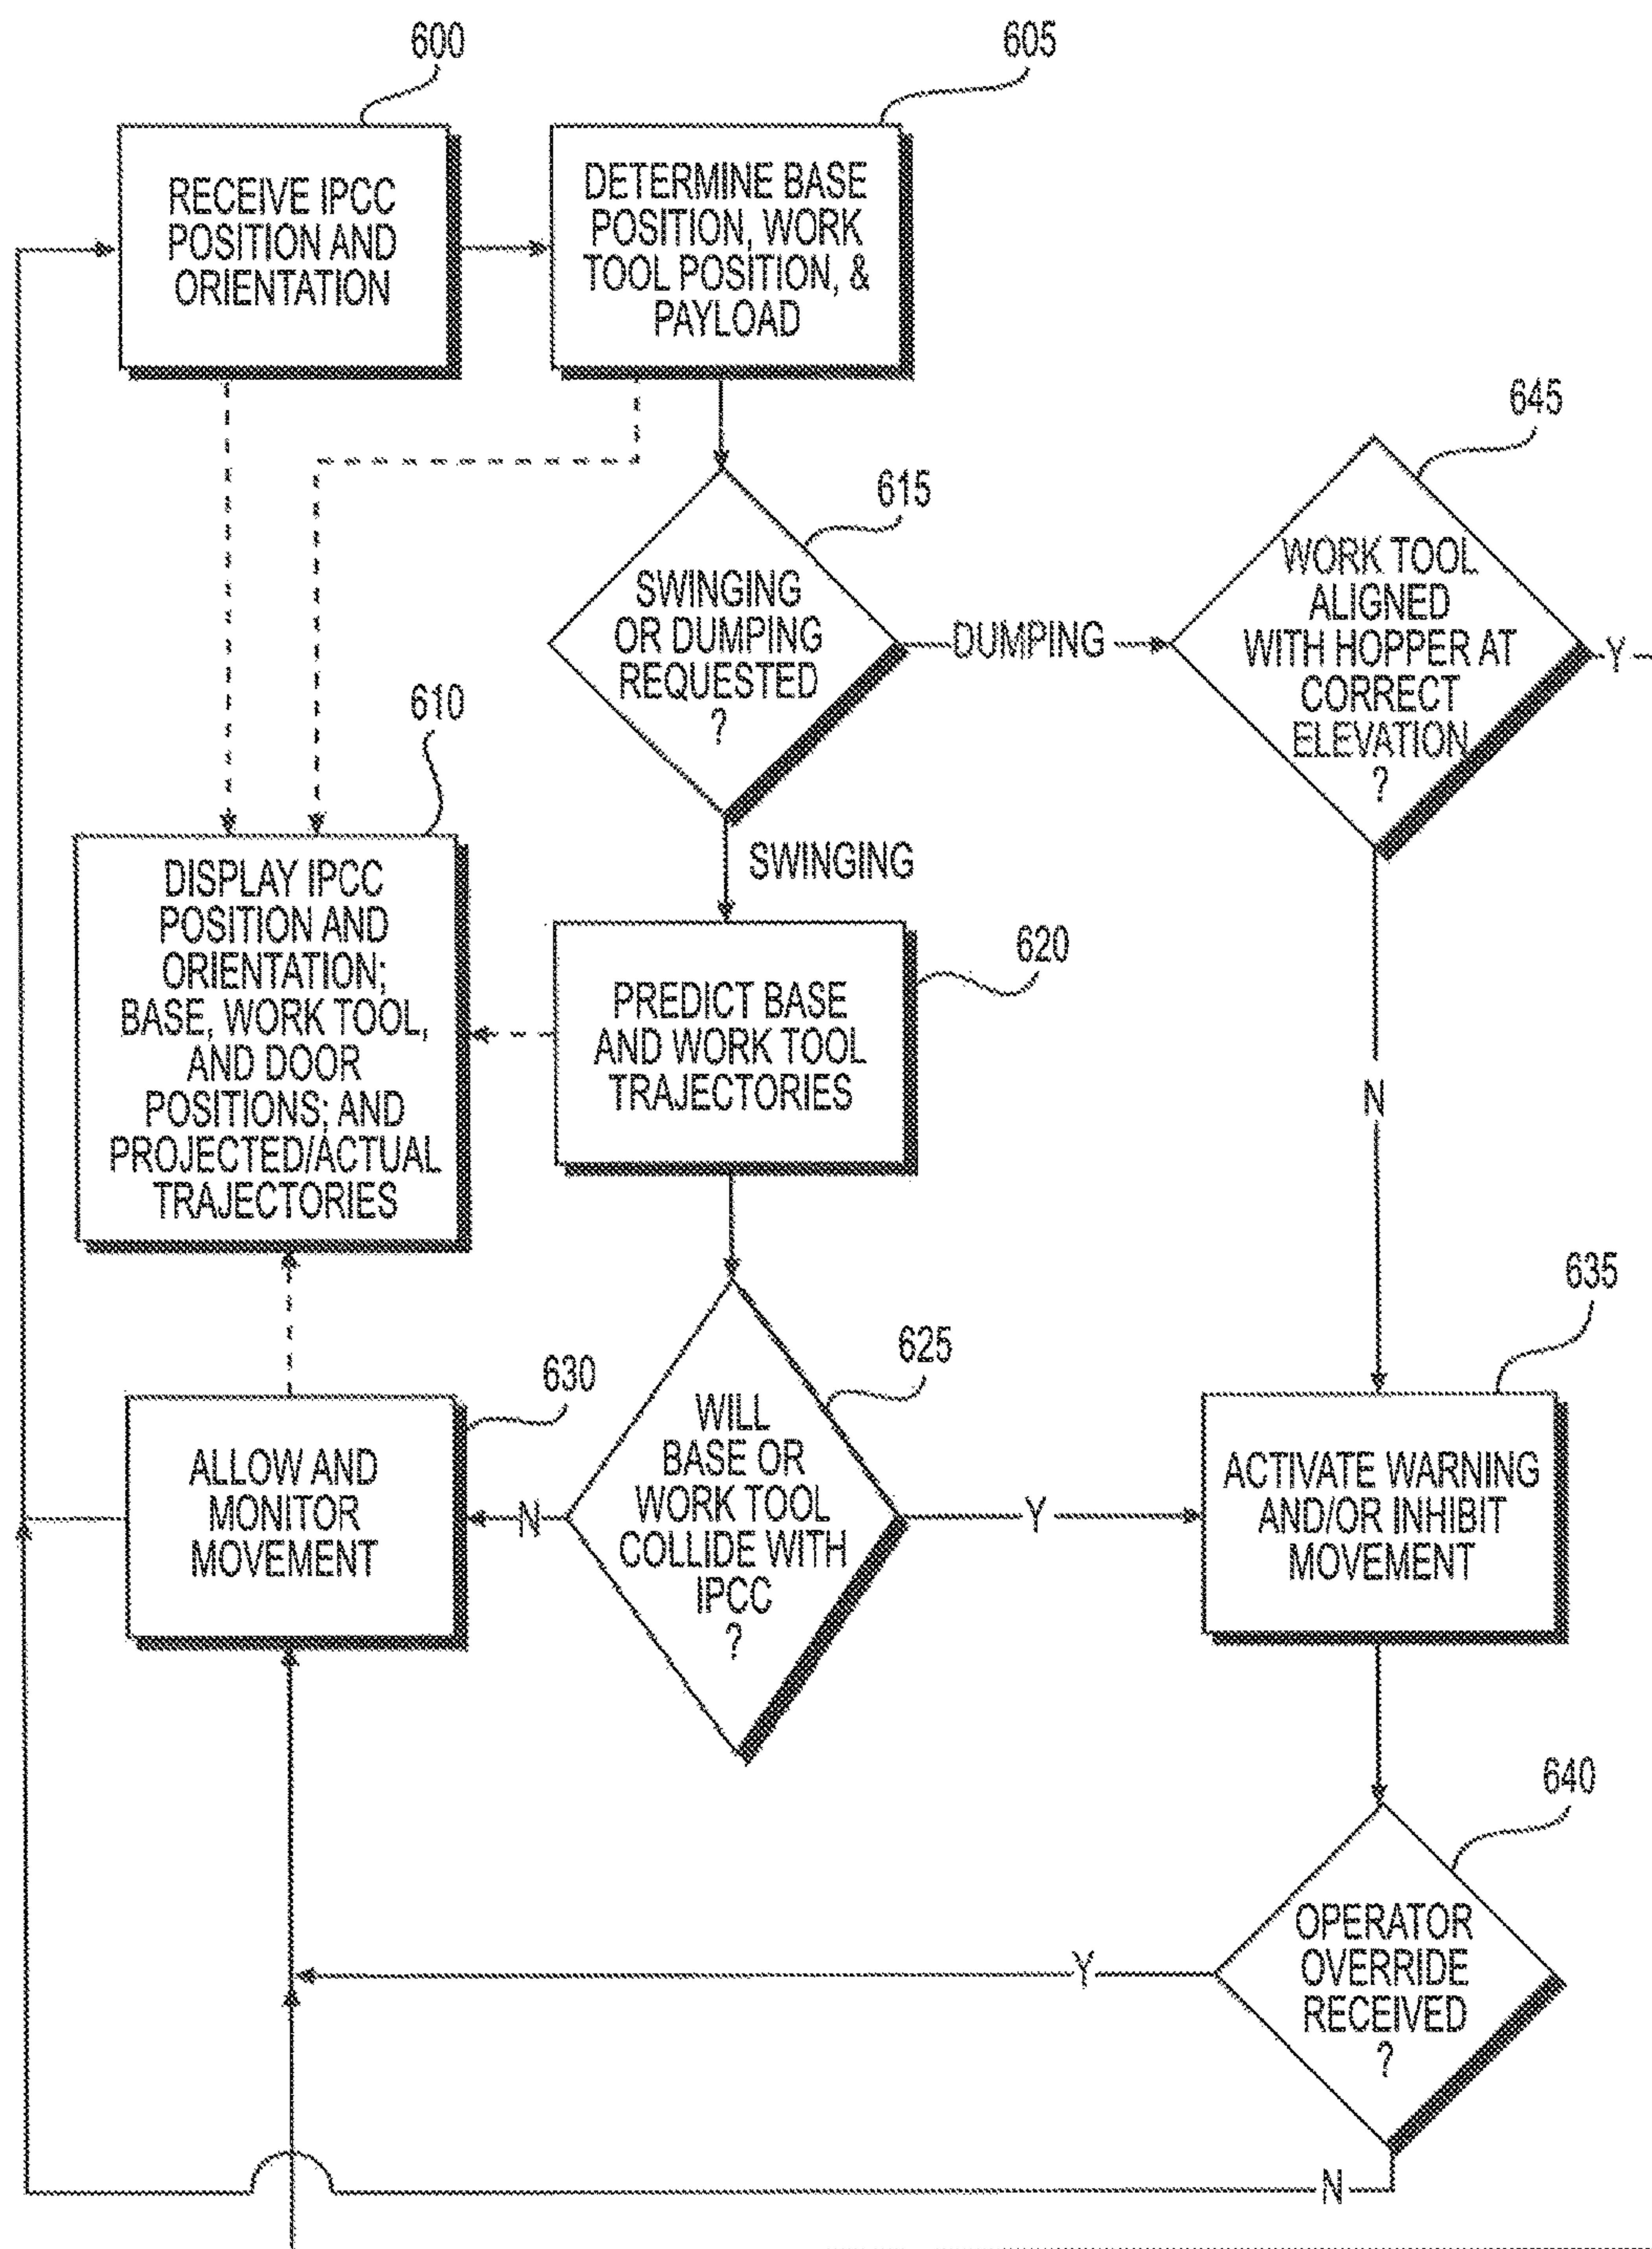 600
RECEIVE IPCC
POSITION AND
ORIENTATION
605
DETERMINE BASE
POSITION, WORK
TOOL POSITION, &
PAYLOAD
645
WORK TOOL
ALIGNED
WITH HOPPER AT
CORRECT
ELEVATION
?
Y
615
SWINGING
OR DUMPING
REQUESTED
?
DUMPING
SWINGING
610
DISPLAY IPCC
POSITION AND
ORIENTATION;
BASE, WORK TOOL,
AND DOOR
POSITIONS; AND
PROJECTED/ACTUAL
TRAJECTORIES
620
PREDICT BASE
AND WORK TOOL
TRAJECTORIES
N
635
ACTIVATE WARNING
AND/OR INHIBIT
MOVEMENT
625
WILL
BASE OR
WORK TOOL
COLLIDE WITH
IPCC
?
N
Y
630
ALLOW AND
MONITOR
MOVEMENT
640
OPERATOR
OVERRIDE
RECEIVED
?
Y
N